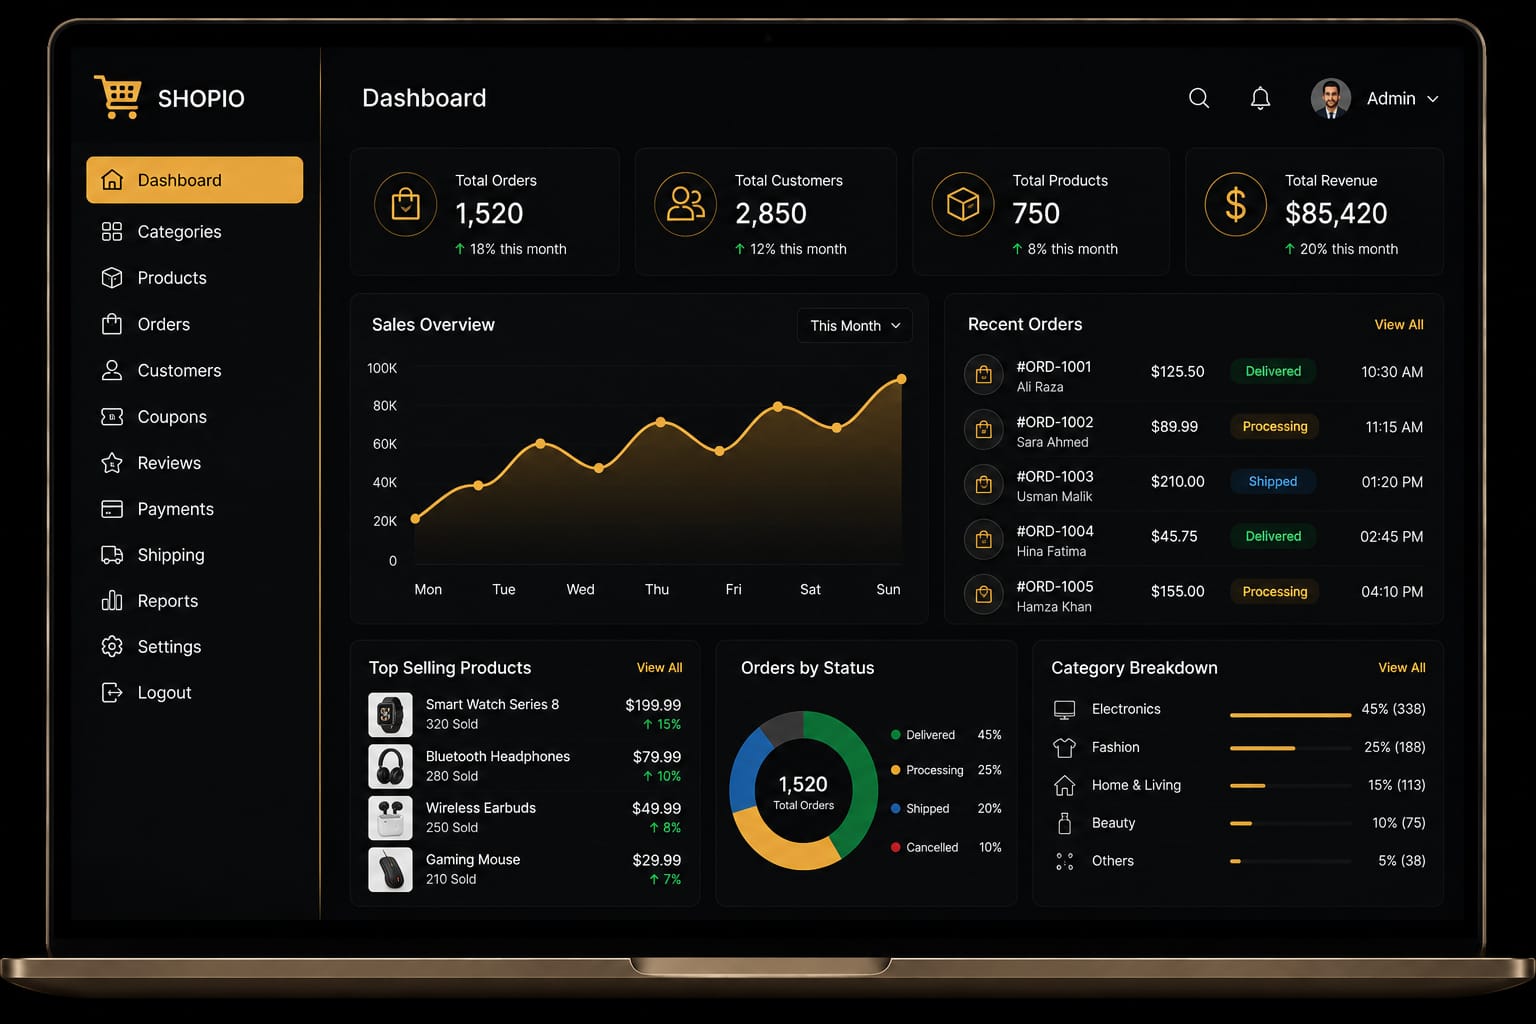 SHOPIO
Dashboard
Categories
Products
Orders
Customers
Coupons
Reviews
Payments
Shipping
Reports
Settings
Logout
Dashboard
Admin
Total Orders
1,520
↑ 18% this month
Total Customers
2,850
↑ 12% this month
Total Products
750
↑ 8% this month
Total Revenue
$85,420
↑ 20% this month
Sales Overview
This Month
100K
80K
60K
40K
20K
0
Mon Tue Wed Thu Fri Sat Sun
Recent Orders View All
#ORD-1001 $125.50 Delivered 10:30 AM
Ali Raza
#ORD-1002 $89.99 Processing 11:15 AM
Sara Ahmed
#ORD-1003 $210.00 Shipped 01:20 PM
Usman Malik
#ORD-1004 $45.75 Delivered 02:45 PM
Hina Fatima
#ORD-1005 $155.00 Processing 04:10 PM
Hamza Khan
Top Selling Products View All
Smart Watch Series 8 $199.99
320 Sold ↑ 15%
Bluetooth Headphones $79.99
280 Sold ↑ 10%
Wireless Earbuds $49.99
250 Sold ↑ 8%
Gaming Mouse $29.99
210 Sold ↑ 7%
Orders by Status
1,520
Total Orders
Delivered 45%
Processing 25%
Shipped 20%
Cancelled 10%
Category Breakdown View All
Electronics 45% (338)
Fashion 25% (188)
Home & Living 15% (113)
Beauty 10% (75)
Others 5% (38)